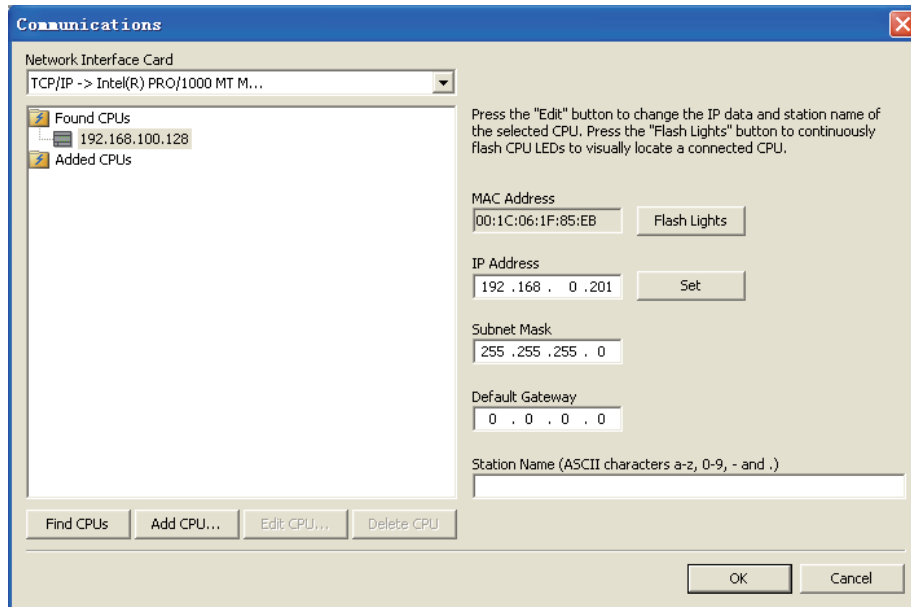 Communications
Network Interface Card
TCP/IP -> Intel(R) PRO/1000 MT M...
Found CPUs
192.168.100.128
Added CPUs
Press the "Edit" button to change the IP data and station name of
the selected CPU. Press the "Flash Lights" button to continuously
flash CPU LEDs to visually locate a connected CPU.
MAC Address
00:1C:06:1F:85:EB
Flash Lights
IP Address
192 .168 . 0 .201
Set
Subnet Mask
255 .255 .255 . 0
Default Gateway
0 . 0 . 0 . 0
Station Name (ASCII characters a-z, 0-9, - and .)
Find CPUs
Add CPU...
Edit CPU...
Delete CPU
OK
Cancel